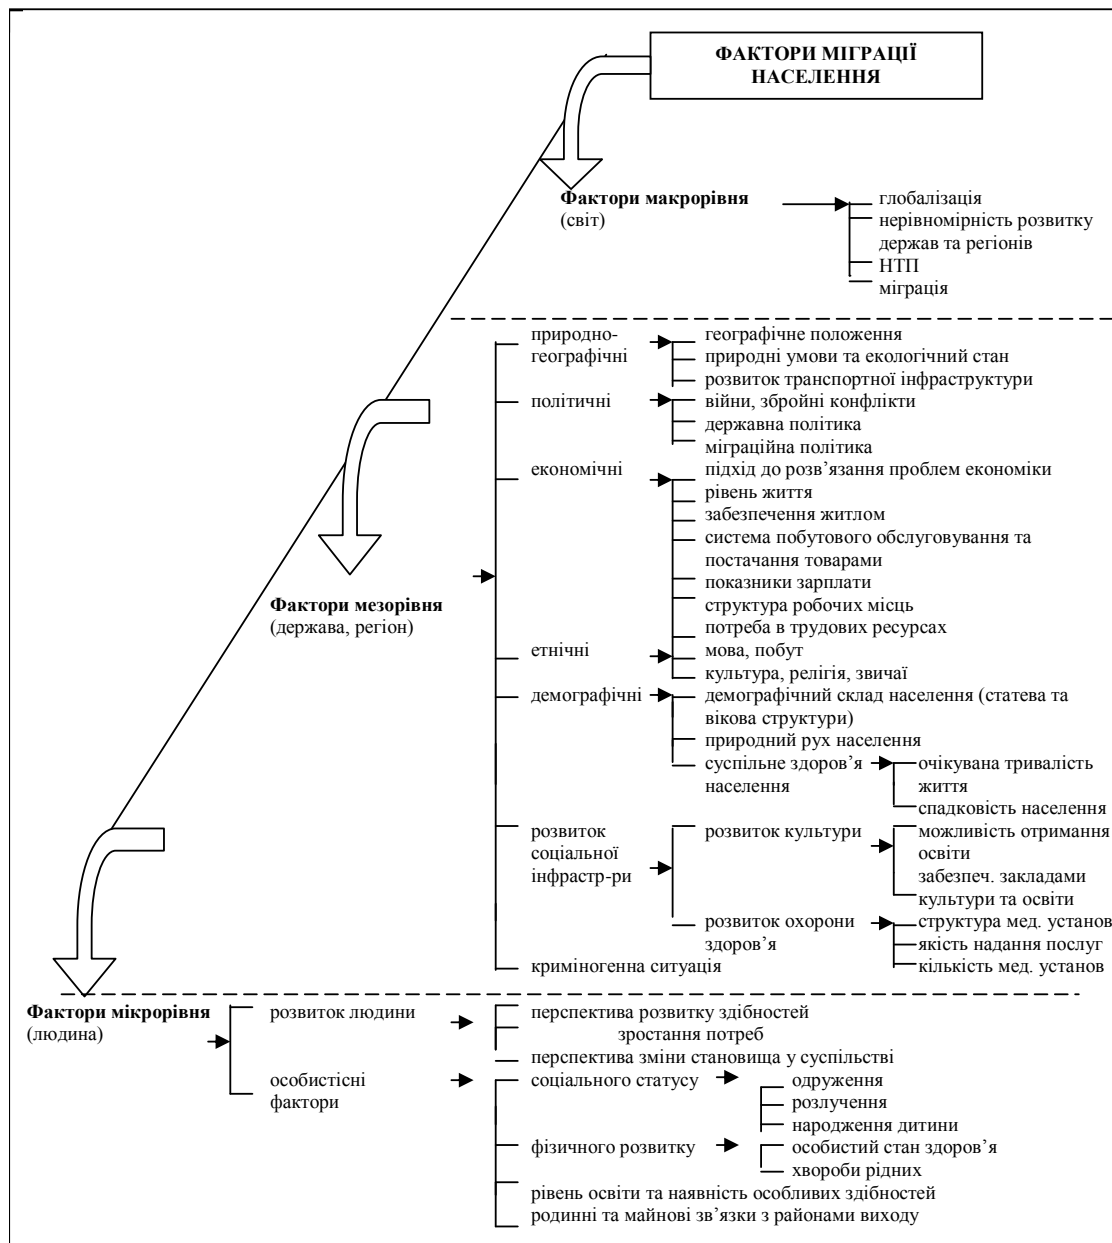 ФАКТОРИ МІГРАЦІЇ
НАСЕЛЕННЯ
Фактори макрорівня
(світ)
глобалізація
нерівномірність розвитку
держав та регіонів
НТП
міграція
природно-
географічні
географічне положення
природні умови та екологічний стан
розвиток транспортної інфраструктури
політичні
війни, збройні конфлікти
державна політика
міграційна політика
економічні
підхід до розв’язання проблем економіки
рівень життя
забезпечення житлом
система побутового обслуговування та
постачання товарами
показники зарплати
структура робочих місць
потреба в трудових ресурсах
Фактори мезорівня
(держава, регіон)
етнічні
мова, побут
культура, релігія, звичаї
демографічні
демографічний склад населення (статева та
вікова структури)
природний рух населення
суспільне здоров’я
населення
очікувана тривалість
життя
спадковість населення
розвиток
соціальної
інфрастр-ри
розвиток культури
можливість отримання
освіти
забезпеч. закладами
культури та освіти
розвиток охорони
здоров’я
структура мед. установ
якість надання послуг
кількість мед. установ
криміногенна ситуація
Фактори мікрорівня
(людина)
розвиток людини
перспектива розвитку здібностей
зростання потреб
перспектива зміни становища у суспільстві
особистісні
фактори
соціального статусу
одруження
розлучення
народження дитини
фізичного розвитку
особистий стан здоров’я
хвороби рідних
рівень освіти та наявність особливих здібностей
родинні та майнові зв’язки з районами виходу